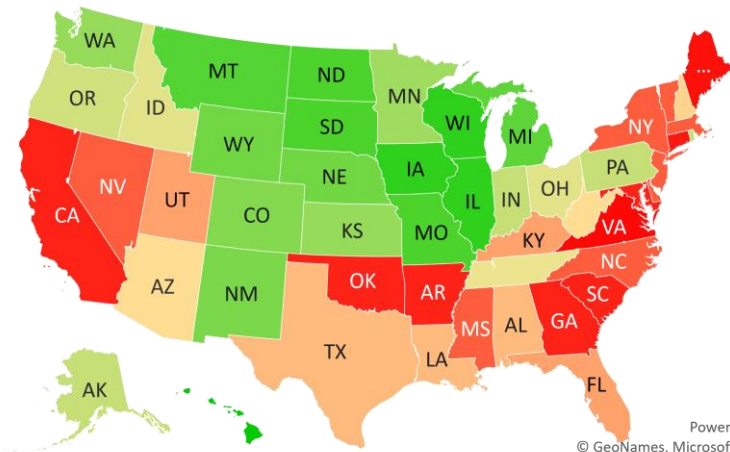 WA
MT
ND
MN
OR
ID
WI
SD
MI
NY
WY
IA
NE
PA
IL
IN
OH
NV
UT
CO
CA
KS
MO
VA
KY
NC
OK
AZ
NM
AR
SC
MS
AL
GA
TX
LA
FL
AK
...
Power
© GeoNames, Microsof